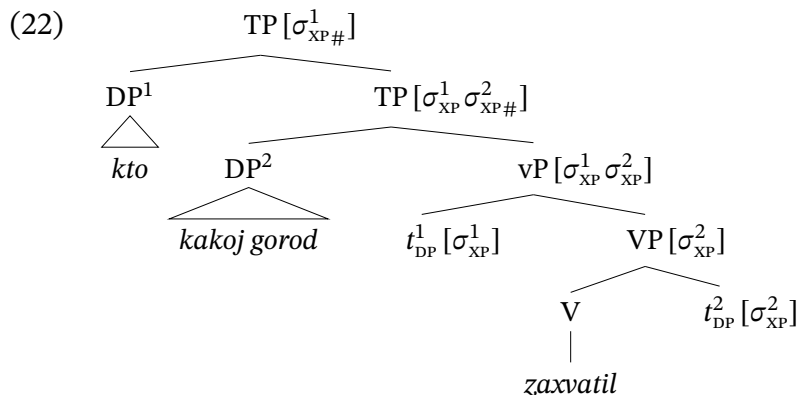 (22) TP [σ¹XP#]
DP¹ TP [σ¹XP σ²XP#]
kto DP² vP [σ¹XP σ²XP]
kakoj gorod t¹DP [σ¹XP] VP [σ²XP]
V t²DP [σ²XP]
zaxvatil